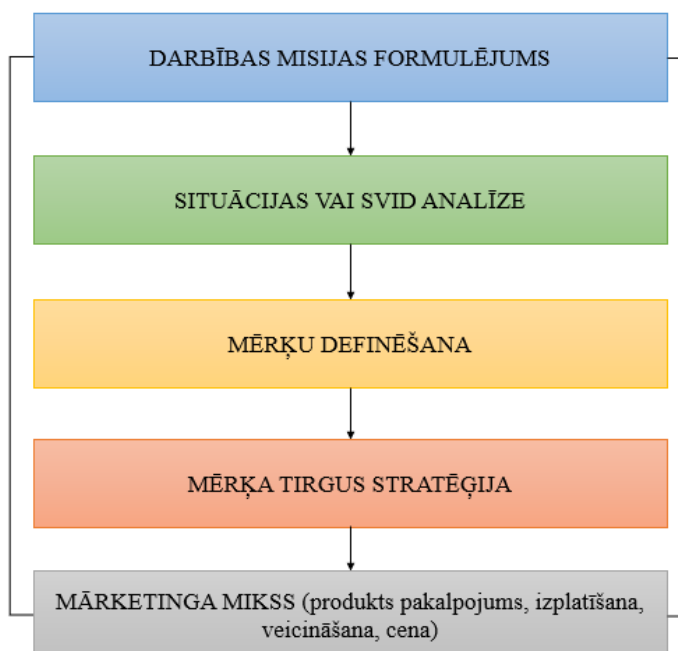 DARBĪBAS MISIJAS FORMULĒJUMS
SITUĀCIJAS VAI SVID ANALĪZE
MĒRĶU DEFINĒŠANA
MĒRĶA TIRGUS STRATĒĢIJA
MĀRKETINGA MIKSS (produkts pakalpojums, izplatīšana,
veicināšana, cena)